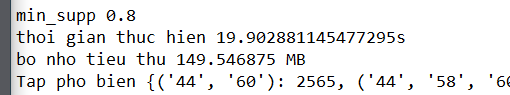 min_supp 0.8
thoi gian thuc hien 19.902881145477295s
bo nho tieu thu 149.546875 MB
Tap pho bien {('44', '60'): 2565, ('44', '58', '60